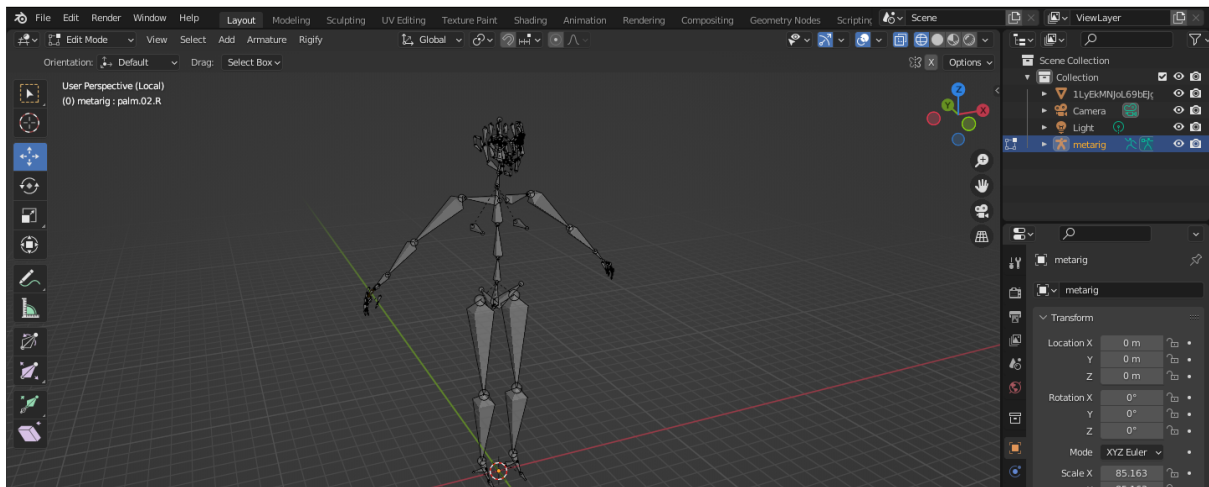 File Edit Render Window Help Layout Modeling Sculpting UV Editing Texture Paint Shading Animation Rendering Compositing Geometry Nodes Scripting Scene ViewLayer
Edit Mode View Select Add Armature Rigify Global
Orientation: Default Drag: Select Box X Options
User Perspective (Local)
(0) metarig : palm.02.R
Z
Y
X
Scene Collection
Collection
Camera
Light
metarig
metarig
metarig
Transform
Location X 0 m
Y 0 m
Z 0 m
Rotation X 0°
Y 0°
Z 0°
Mode XYZ Euler
Scale X 85.163